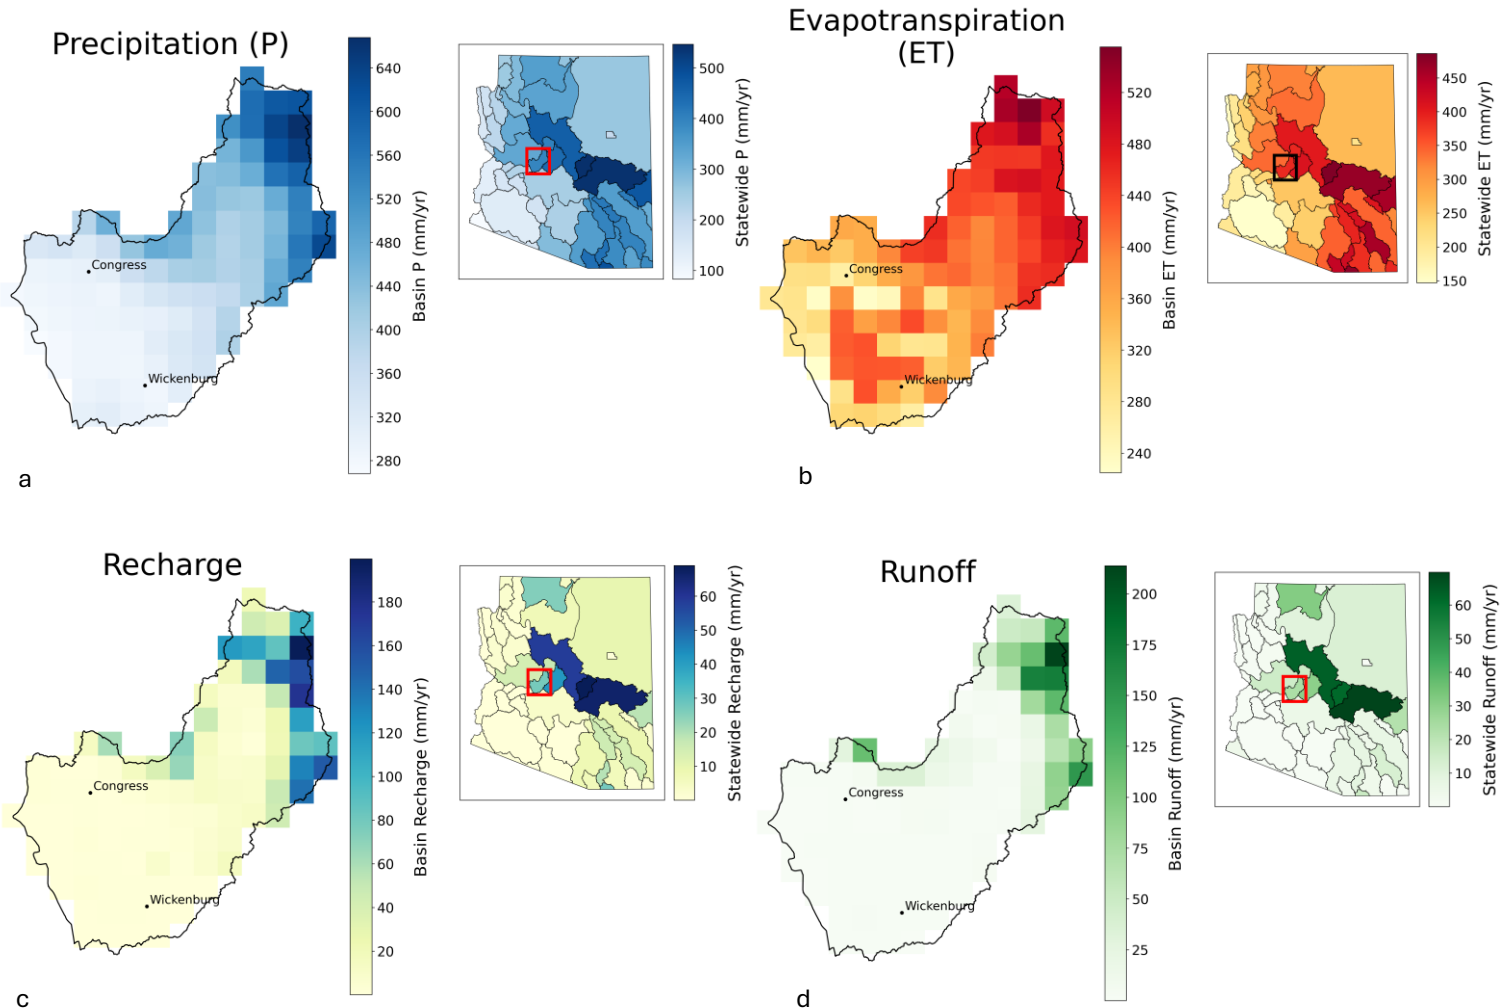 Precipitation (P)
640
600
560
520
480
440
400
360
320
280
Basin P (mm/yr)
500
400
300
200
100
Statewide P (mm/yr)
Congress
Wickenburg
a
Evapotranspiration
(ET)
520
480
440
400
360
320
280
240
Basin ET (mm/yr)
450
400
350
300
250
200
150
Statewide ET (mm/yr)
Congress
Wickenburg
b
Recharge
180
160
140
120
100
80
60
40
20
Basin Recharge (mm/yr)
60
50
40
30
20
10
Statewide Recharge (mm/yr)
Congress
Wickenburg
c
Runoff
200
175
150
125
100
75
50
25
Basin Runoff (mm/yr)
60
50
40
30
20
10
Statewide Runoff (mm/yr)
Congress
Wickenburg
d